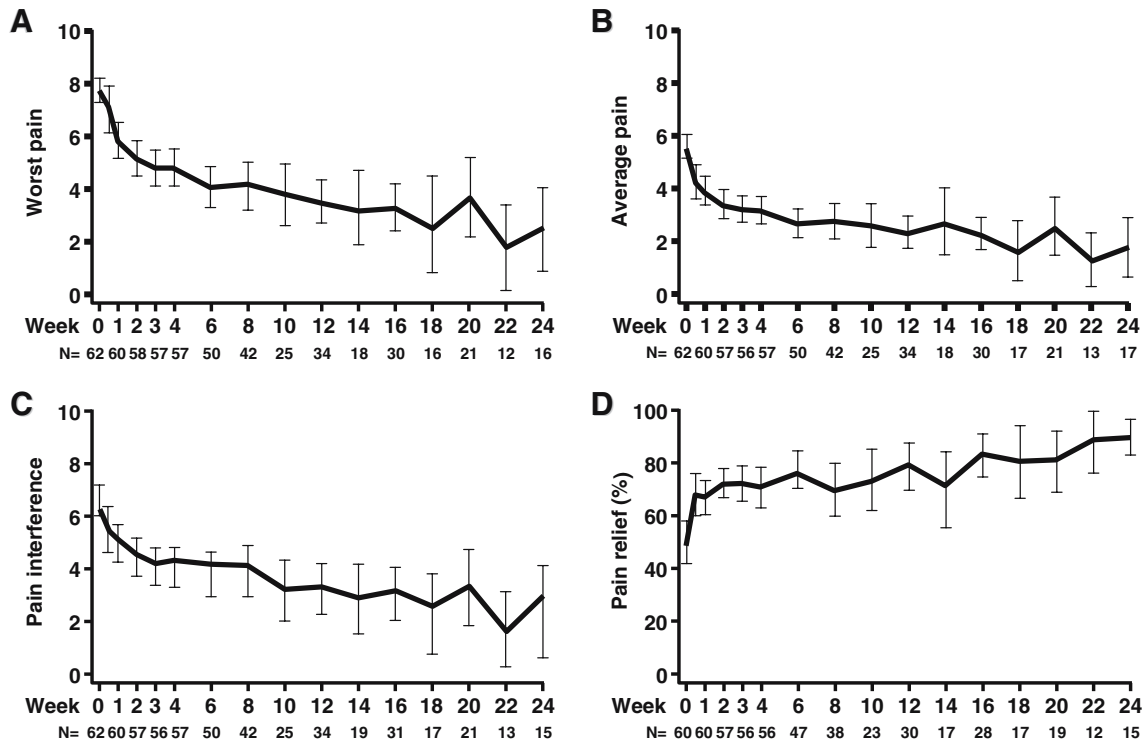 A
10
8
6
4
2
0
Worst pain
Week 0 1 2 3 4 6 8 10 12 14 16 18 20 22 24
N= 62 60 58 57 57 50 42 25 34 18 30 16 21 12 16
B
10
8
6
4
2
0
Average pain
Week 0 1 2 3 4 6 8 10 12 14 16 18 20 22 24
N= 62 60 57 56 57 50 42 25 34 18 30 17 21 13 17
C
10
8
6
4
2
0
Pain interference
Week 0 1 2 3 4 6 8 10 12 14 16 18 20 22 24
N= 62 60 57 56 57 50 42 25 34 18 31 17 21 13 15
D
100
80
60
40
20
0
Pain relief (%)
Week 0 1 2 3 4 6 8 10 12 14 16 18 20 22 24
N= 60 60 57 56 56 47 38 23 30 17 28 17 19 12 15